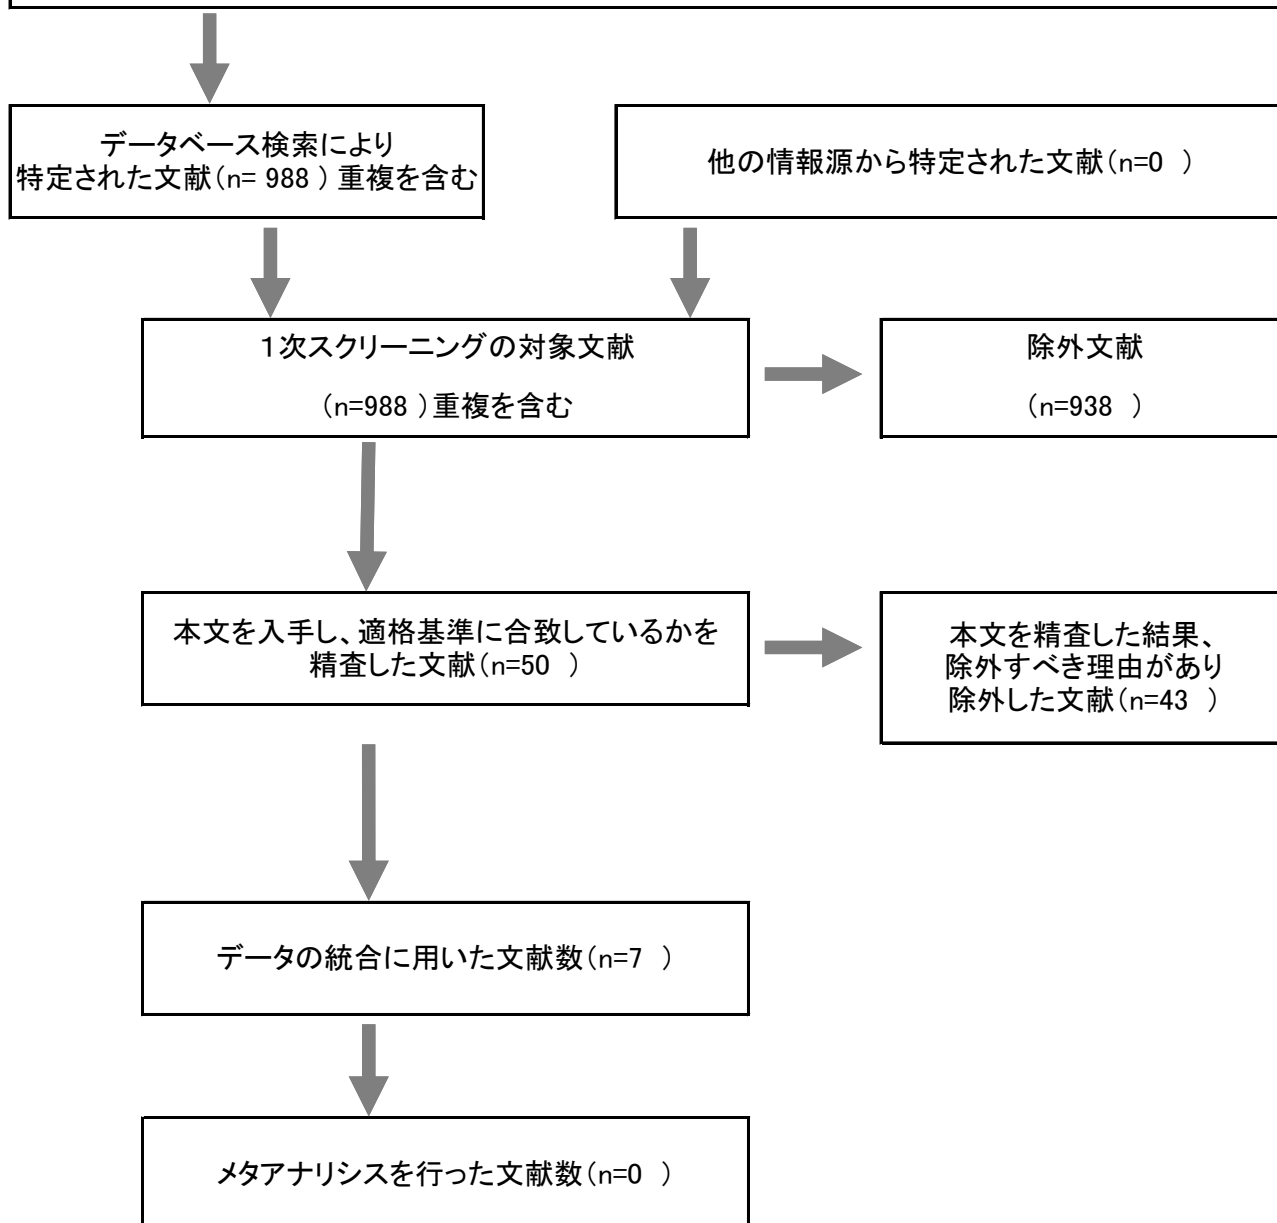 データベース検索により
特定された文献(n= 988 )重複を含む
他の情報源から特定された文献(n=0 )
1次スクリーニングの対象文献
(n=988 )重複を含む
除外文献
(n=938 )
本文を入手し、適格基準に合致しているかを
精査した文献(n=50 )
本文を精査した結果、
除外すべき理由があり
除外した文献(n=43 )
データの統合に用いた文献数(n=7 )
メタアナリシスを行った文献数(n=0 )